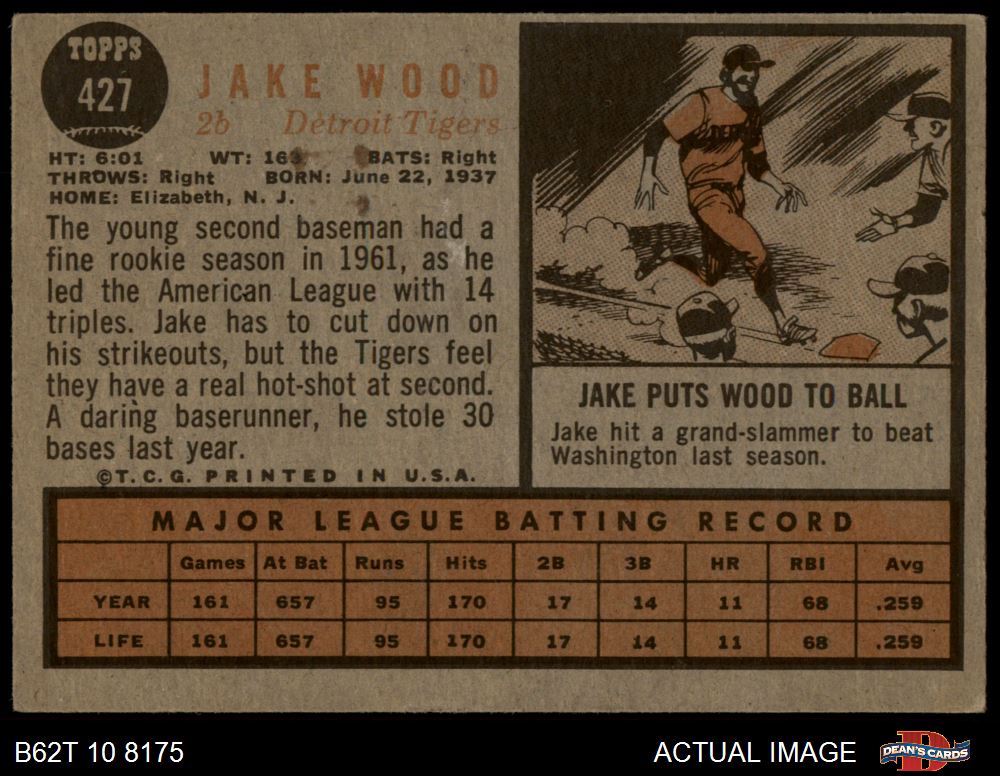 TOPPS
427
JAKE WOOD
2b Detroit Tigers
HT: 6:01 WT: 163 BATS: Right
THROWS: Right BORN: June 22, 1937
HOME: Elizabeth, N. J.
The young second baseman had a
fine rookie season in 1961, as he
led the American League with 14
triples. Jake has to cut down on
his strikeouts, but the Tigers feel
they have a real hot-shot at second.
A daring baserunner, he stole 30
bases last year.
©T.C.G. PRINTED IN U.S.A.
JAKE PUTS WOOD TO BALL
Jake hit a grand-slammer to beat
Washington last season.
MAJOR LEAGUE BATTING RECORD
Games At Bat Runs Hits 2B 3B HR RBI Avg
YEAR 161 657 95 170 17 14 11 68 .259
LIFE 161 657 95 170 17 14 11 68 .259
B62T 10 8175 ACTUAL IMAGE DEAN'S CARDS